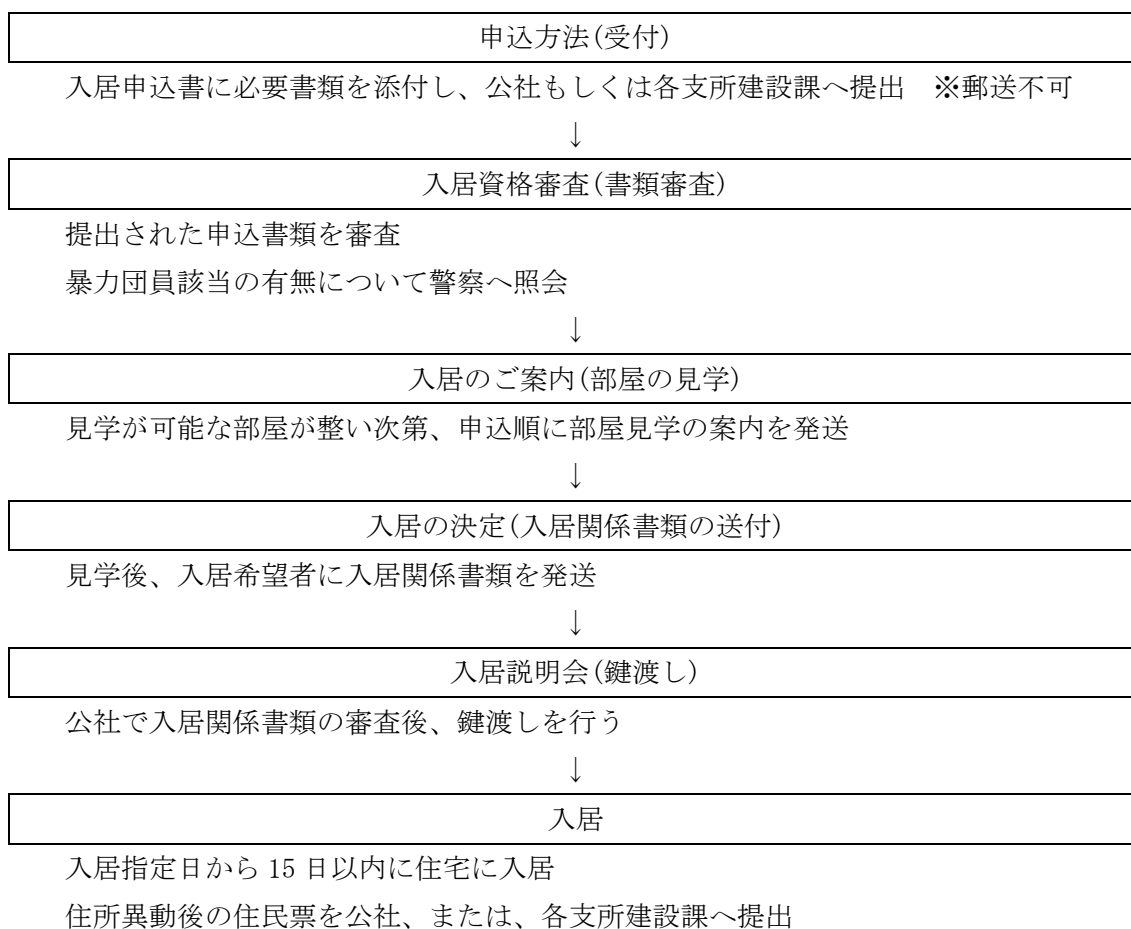 申込方法(受付)
入居申込書に必要書類を添付し、公社もしくは各支所建設課へ提出　※郵送不可
↓
入居資格審査(書類審査)
提出された申込書類を審査
暴力団員該当の有無について警察へ照会
↓
入居のご案内(部屋の見学)
見学が可能な部屋が整い次第、申込順に部屋見学の案内を発送
↓
入居の決定(入居関係書類の送付)
見学後、入居希望者に入居関係書類を発送
↓
入居説明会(鍵渡し)
公社で入居関係書類の審査後、鍵渡しを行う
↓
入居
入居指定日から 15 日以内に住宅に入居
住所異動後の住民票を公社、または、各支所建設課へ提出